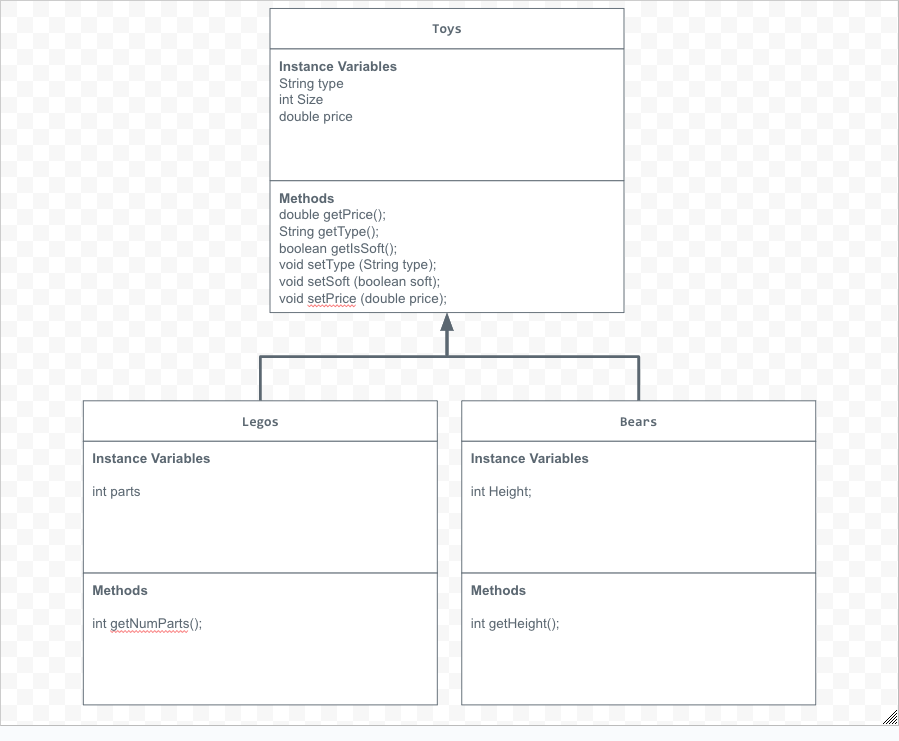 Toys
Instance Variables
String type
int Size
double price
Methods
double getPrice();
String getType();
boolean getIsSoft();
void setType (String type);
void setSoft (boolean soft);
void setPrice (double price);
Legos
Instance Variables
int parts
Methods
int getNumParts();
Bears
Instance Variables
int Height;
Methods
int getHeight();